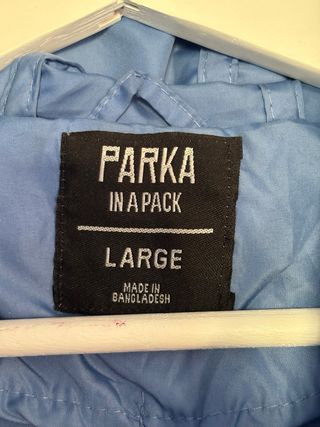 PARKA
IN A PACK
LARGE
MADE IN
BANGLADESH